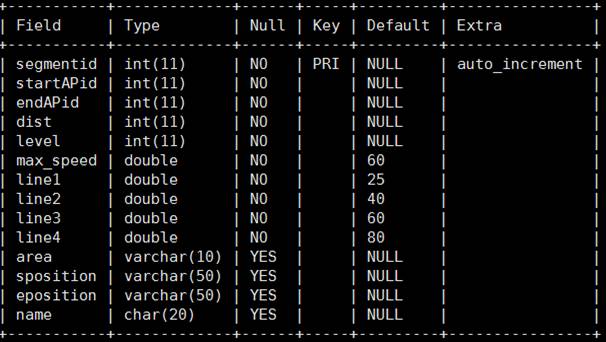 +-----------+-------------+------+-----+---------+----------------+
| Field     | Type        | Null | Key | Default | Extra          |
+-----------+-------------+------+-----+---------+----------------+
| segmentid | int(11)     | NO   | PRI | NULL    | auto_increment |
| startAPid | int(11)     | NO   |     | NULL    |                |
| endAPid   | int(11)     | NO   |     | NULL    |                |
| dist      | int(11)     | NO   |     | NULL    |                |
| level     | int(11)     | NO   |     | NULL    |                |
| max_speed | double      | NO   |     | 60      |                |
| line1     | double      | NO   |     | 25      |                |
| line2     | double      | NO   |     | 40      |                |
| line3     | double      | NO   |     | 60      |                |
| line4     | double      | NO   |     | 80      |                |
| area      | varchar(10) | YES  |     | NULL    |                |
| sposition | varchar(50) | YES  |     | NULL    |                |
| eposition | varchar(50) | YES  |     | NULL    |                |
| name      | char(20)    | YES  |     | NULL    |                |
+-----------+-------------+------+-----+---------+----------------+